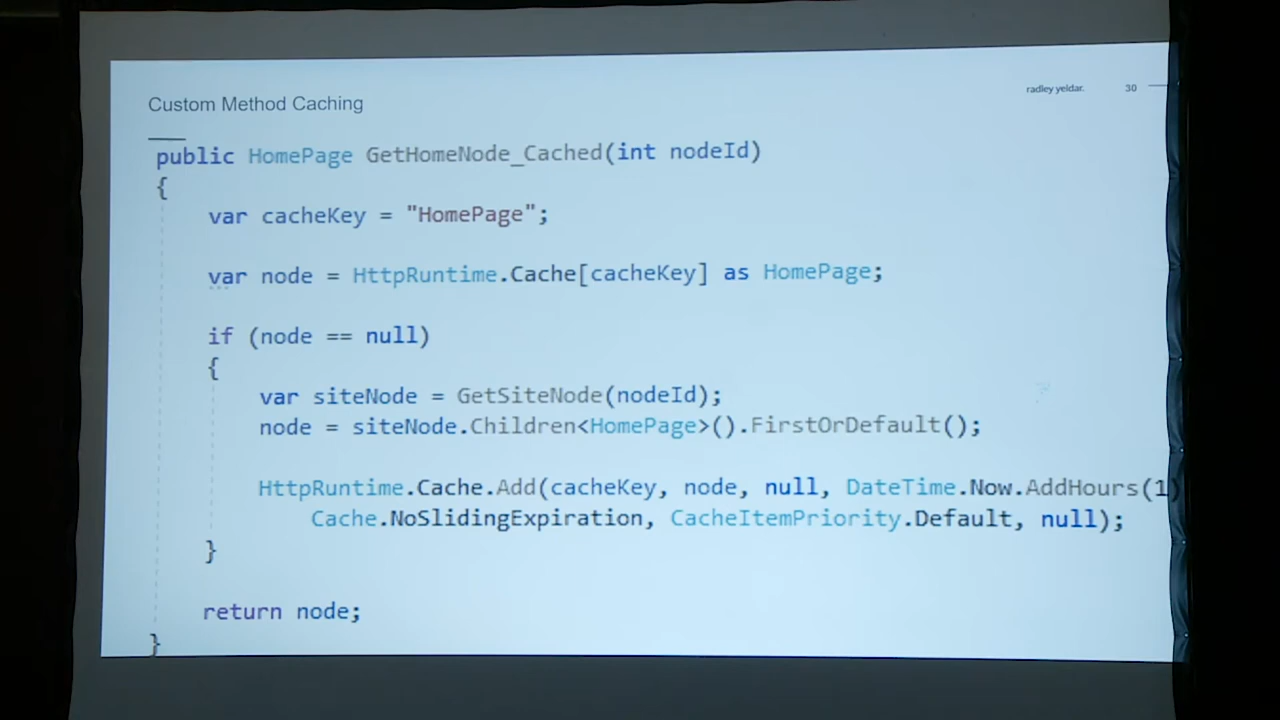 Custom Method Caching
radley yeldar. 30
public HomePage GetHomeNode_Cached(int nodeId)
{
var cacheKey = "HomePage";
var node = HttpRuntime.Cache[cacheKey] as HomePage;
if (node == null)
{
var siteNode = GetSiteNode(nodeId);
node = siteNode.Children<HomePage>().FirstOrDefault();
HttpRuntime.Cache.Add(cacheKey, node, null, DateTime.Now.AddHours(1)
Cache.NoSlidingExpiration, CacheItemPriority.Default, null);
}
return node;
}